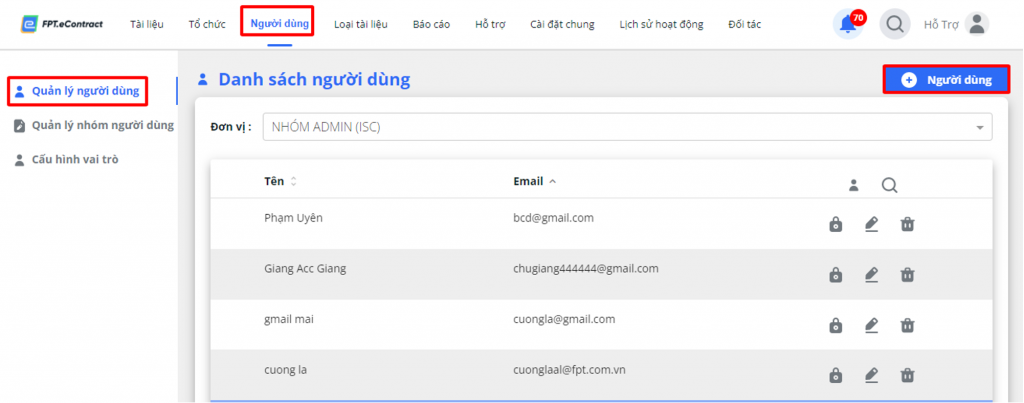 FPT.eContract Tài liệu Tổ chức Người dùng Loại tài liệu Báo cáo Hỗ trợ Cài đặt chung Lịch sử hoạt động Đối tác 70 Hỗ Trợ
Quản lý người dùng
Quản lý nhóm người dùng
Cấu hình vai trò
Danh sách người dùng
Người dùng
Đơn vị : NHÓM ADMIN (ISC)
Tên Email
Phạm Uyên bcd@gmail.com
Giang Acc Giang chugiang444444@gmail.com
gmail mai cuongla@gmail.com
cuong la cuonglaal@fpt.com.vn